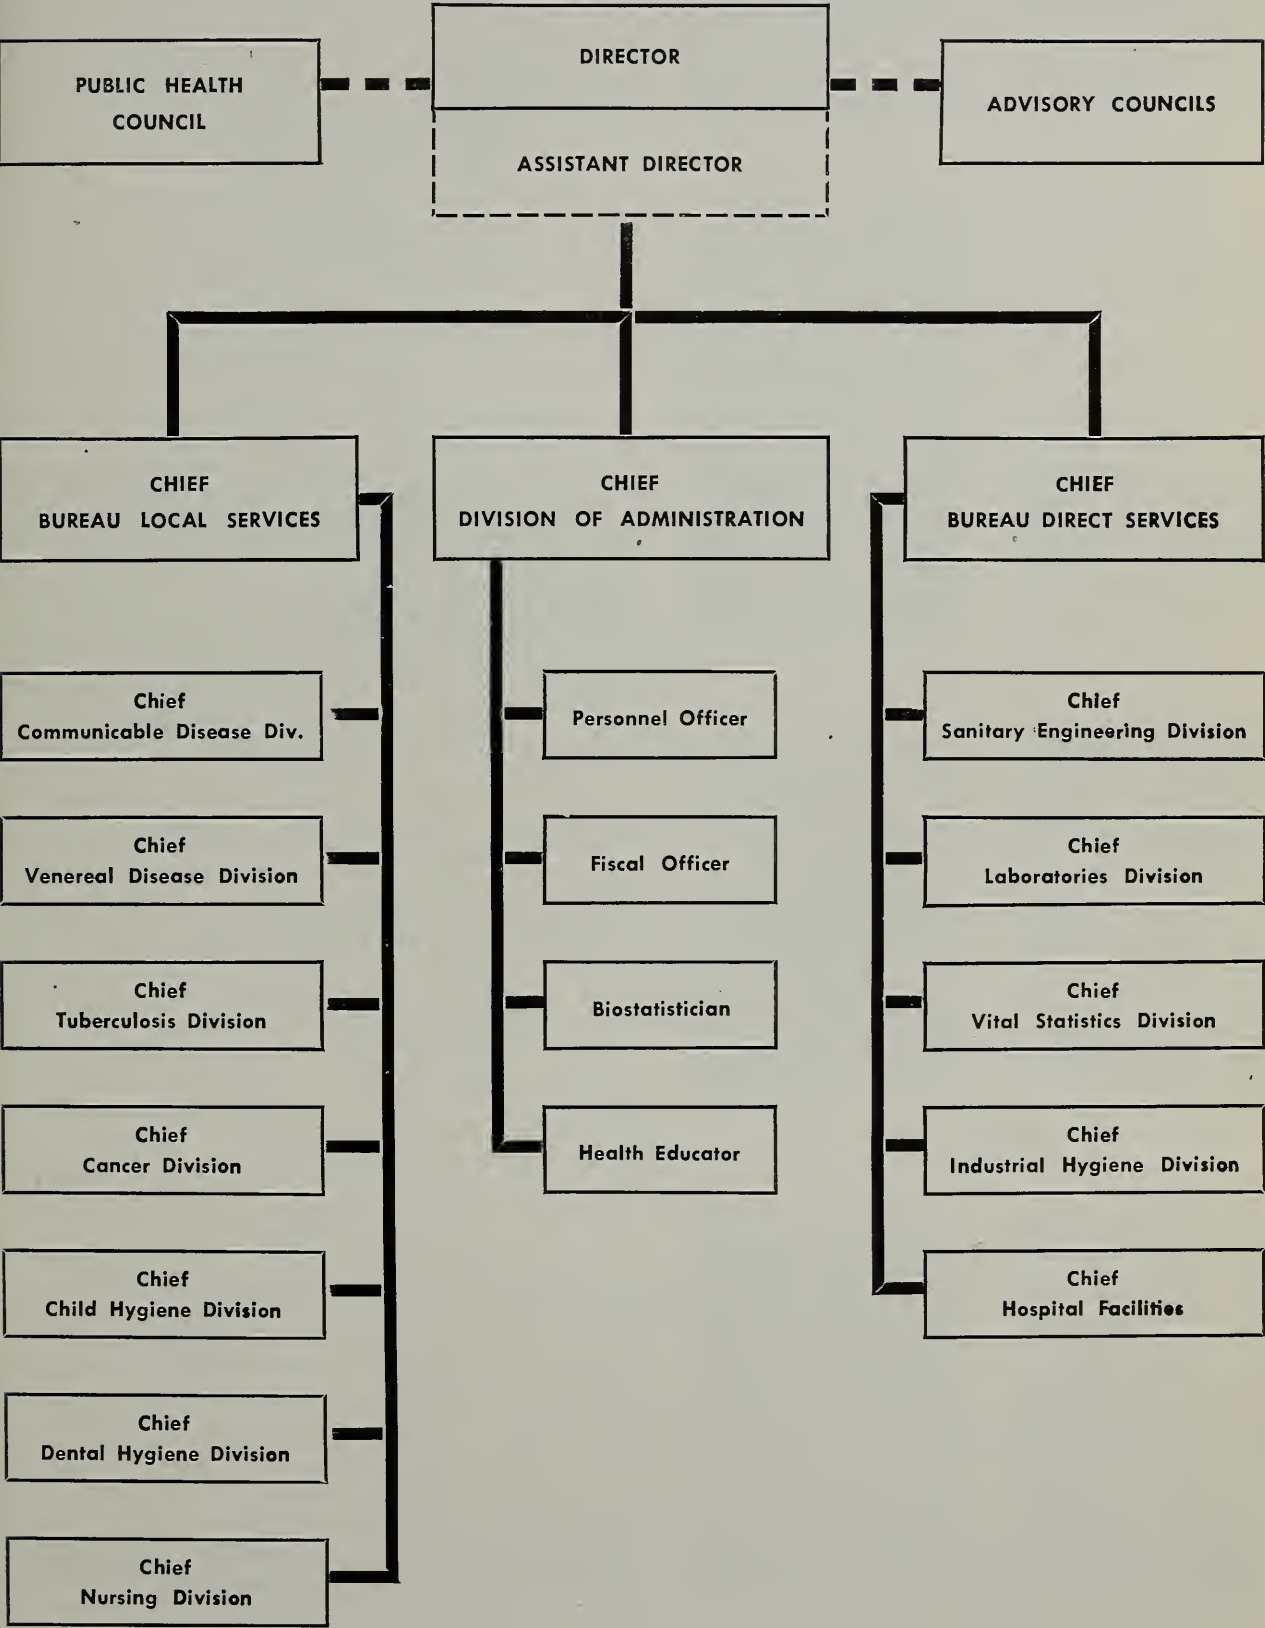 DIRECTOR
PUBLIC HEALTH
COUNCIL
ADVISORY COUNCILS
ASSISTANT DIRECTOR
CHIEF
BUREAU LOCAL SERVICES
CHIEF
DIVISION OF ADMINISTRATION
CHIEF
BUREAU DIRECT SERVICES
Chief
Communicable Disease Div.
Chief
Venereal Disease Division
Chief
Tuberculosis Division
Chief
Cancer Division
Chief
Child Hygiene Division
Chief
Dental Hygiene Division
Chief
Nursing Division
Personnel Officer
Fiscal Officer
Biostatistician
Health Educator
Chief
Sanitary Engineering Division
Chief
Laboratories Division
Chief
Vital Statistics Division
Chief
Industrial Hygiene Division
Chief
Hospital Facilities